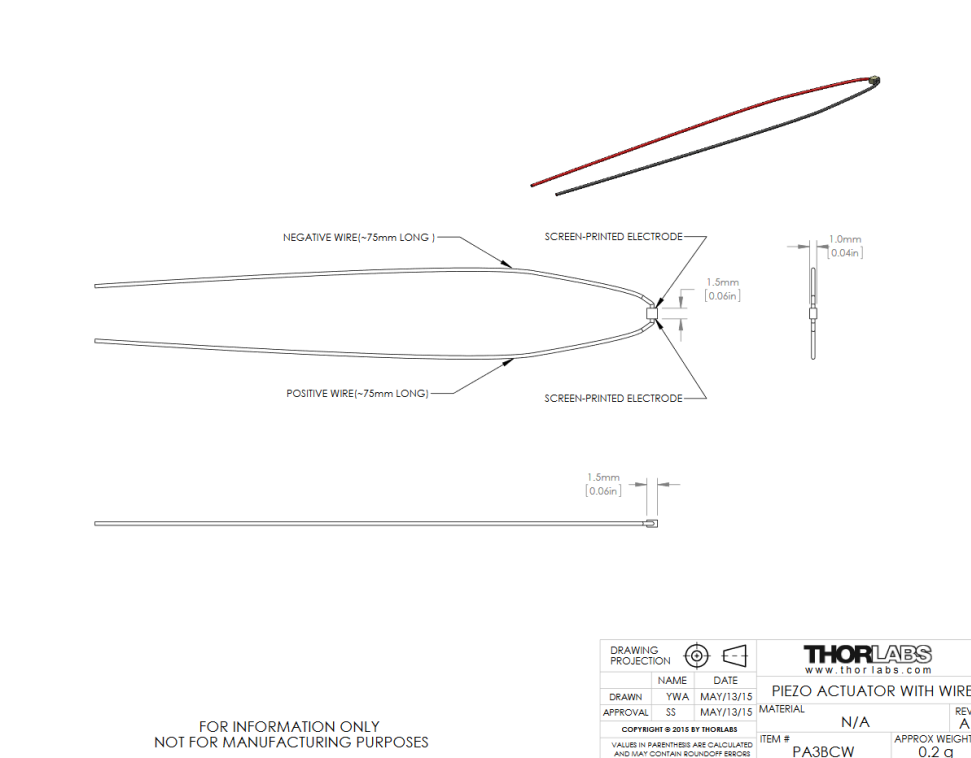 NEGATIVE WIRE(~75mm LONG )
SCREEN-PRINTED ELECTRODE
1.0mm
[0.04in]
1.5mm
[0.06in]
POSITIVE WIRE(~75mm LONG)
SCREEN-PRINTED ELECTRODE
1.5mm
[0.06in]
FOR INFORMATION ONLY
NOT FOR MANUFACTURING PURPOSES
DRAWING
PROJECTION
THORLABS
www.thorlabs.com
NAME DATE
DRAWN YWA MAY/13/15
APPROVAL SS MAY/13/15
COPYRIGHT © 2015 BY THORLABS
VALUES IN PARENTHESIS ARE CALCULATED
AND MAY CONTAIN ROUNDOFF ERRORS
PIEZO ACTUATOR WITH WIRE
MATERIAL
N/A
REV
A
ITEM #
PA3BCW
APPROX WEIGHT
0.2 g